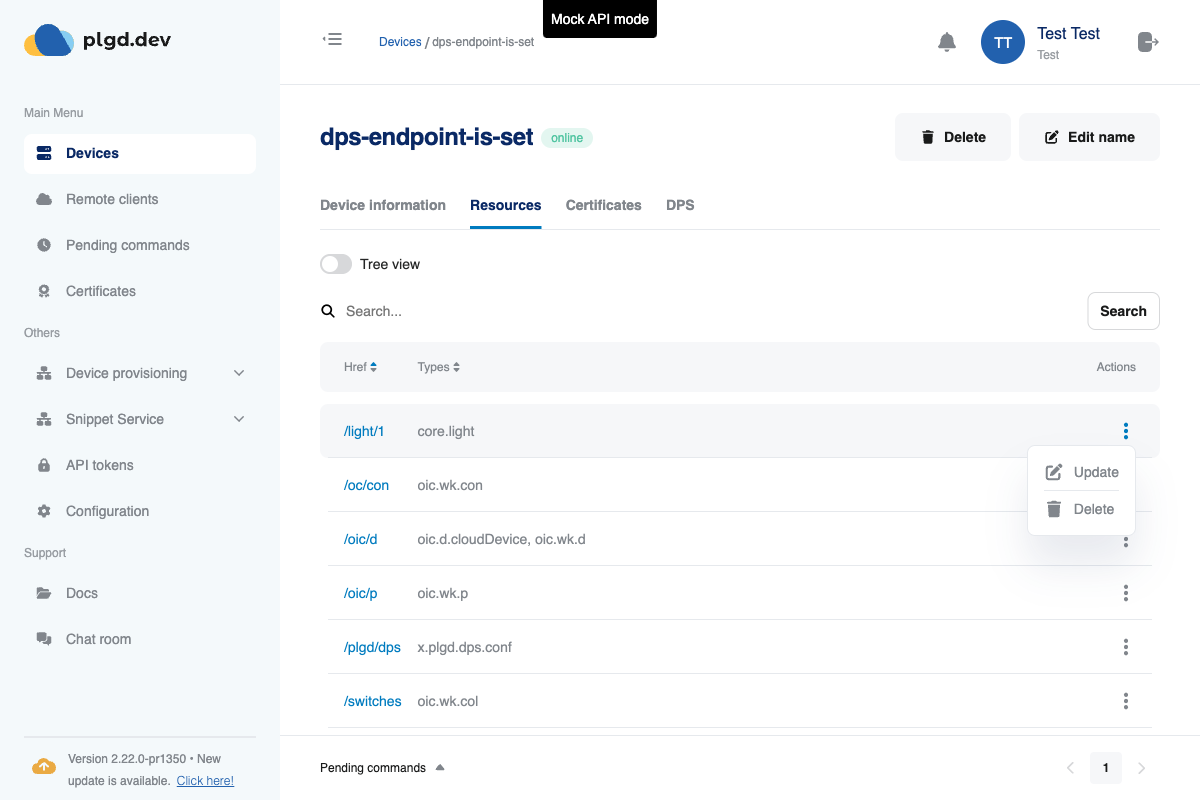 Mock API mode
plgd.dev
Devices / dps-endpoint-is-set
TT
Test Test
Test
Main Menu
Devices
Remote clients
Pending commands
Certificates
Others
Device provisioning
Snippet Service
API tokens
Configuration
Support
Docs
Chat room
Version 2.22.0-pr1350 • New
update is available. Click here!
dps-endpoint-is-set online
Delete
Edit name
Device information Resources Certificates DPS
Tree view
Search...
Search
Href Types Actions
/light/1 core.light
Update
Delete
/oc/con oic.wk.con
/oic/d oic.d.cloudDevice, oic.wk.d
/oic/p oic.wk.p
/plgd/dps x.plgd.dps.conf
/switches oic.wk.col
Pending commands
1